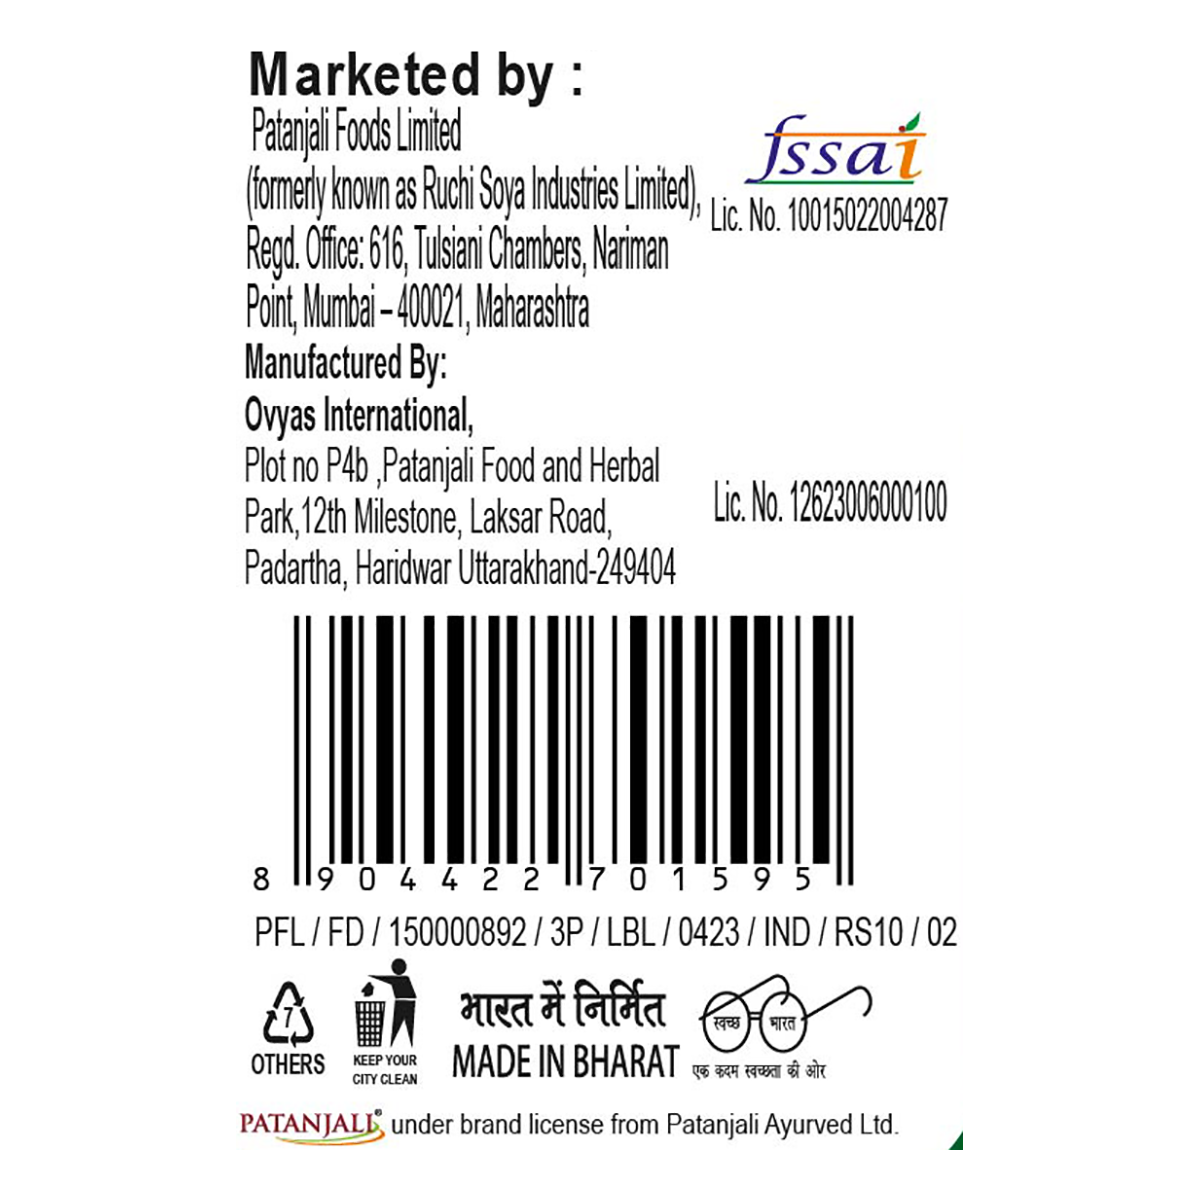 Marketed by :
Patanjali Foods Limited
(formerly known as Ruchi Soya Industries Limited),
Regd. Office: 616, Tulsiani Chambers, Nariman
Point, Mumbai – 400021, Maharashtra
fssai
Lic. No. 10015022004287
Manufactured By:
Ovyas International,
Plot no P4b ,Patanjali Food and Herbal
Park,12th Milestone, Laksar Road,
Padartha, Haridwar Uttarakhand-249404
Lic. No. 12623006000100
8 904422 701595
PFL / FD / 150000892 / 3P / LBL / 0423 / IND / RS10 / 02
7
OTHERS
KEEP YOUR
CITY CLEAN
भारत में निर्मित
MADE IN BHARAT
स्वच्छ भारत
एक कदम स्वच्छता की ओर
PATANJALI® under brand license from Patanjali Ayurved Ltd.